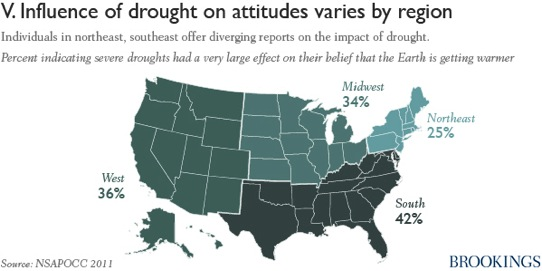 V. Influence of drought on attitudes varies by region
Individuals in northeast, southeast offer diverging reports on the impact of drought.
Percent indicating severe droughts had a very large effect on their belief that the Earth is getting warmer
Midwest
34%
Northeast
25%
West
36%
South
42%
Source: NSAPOCC 2011
BROOKINGS